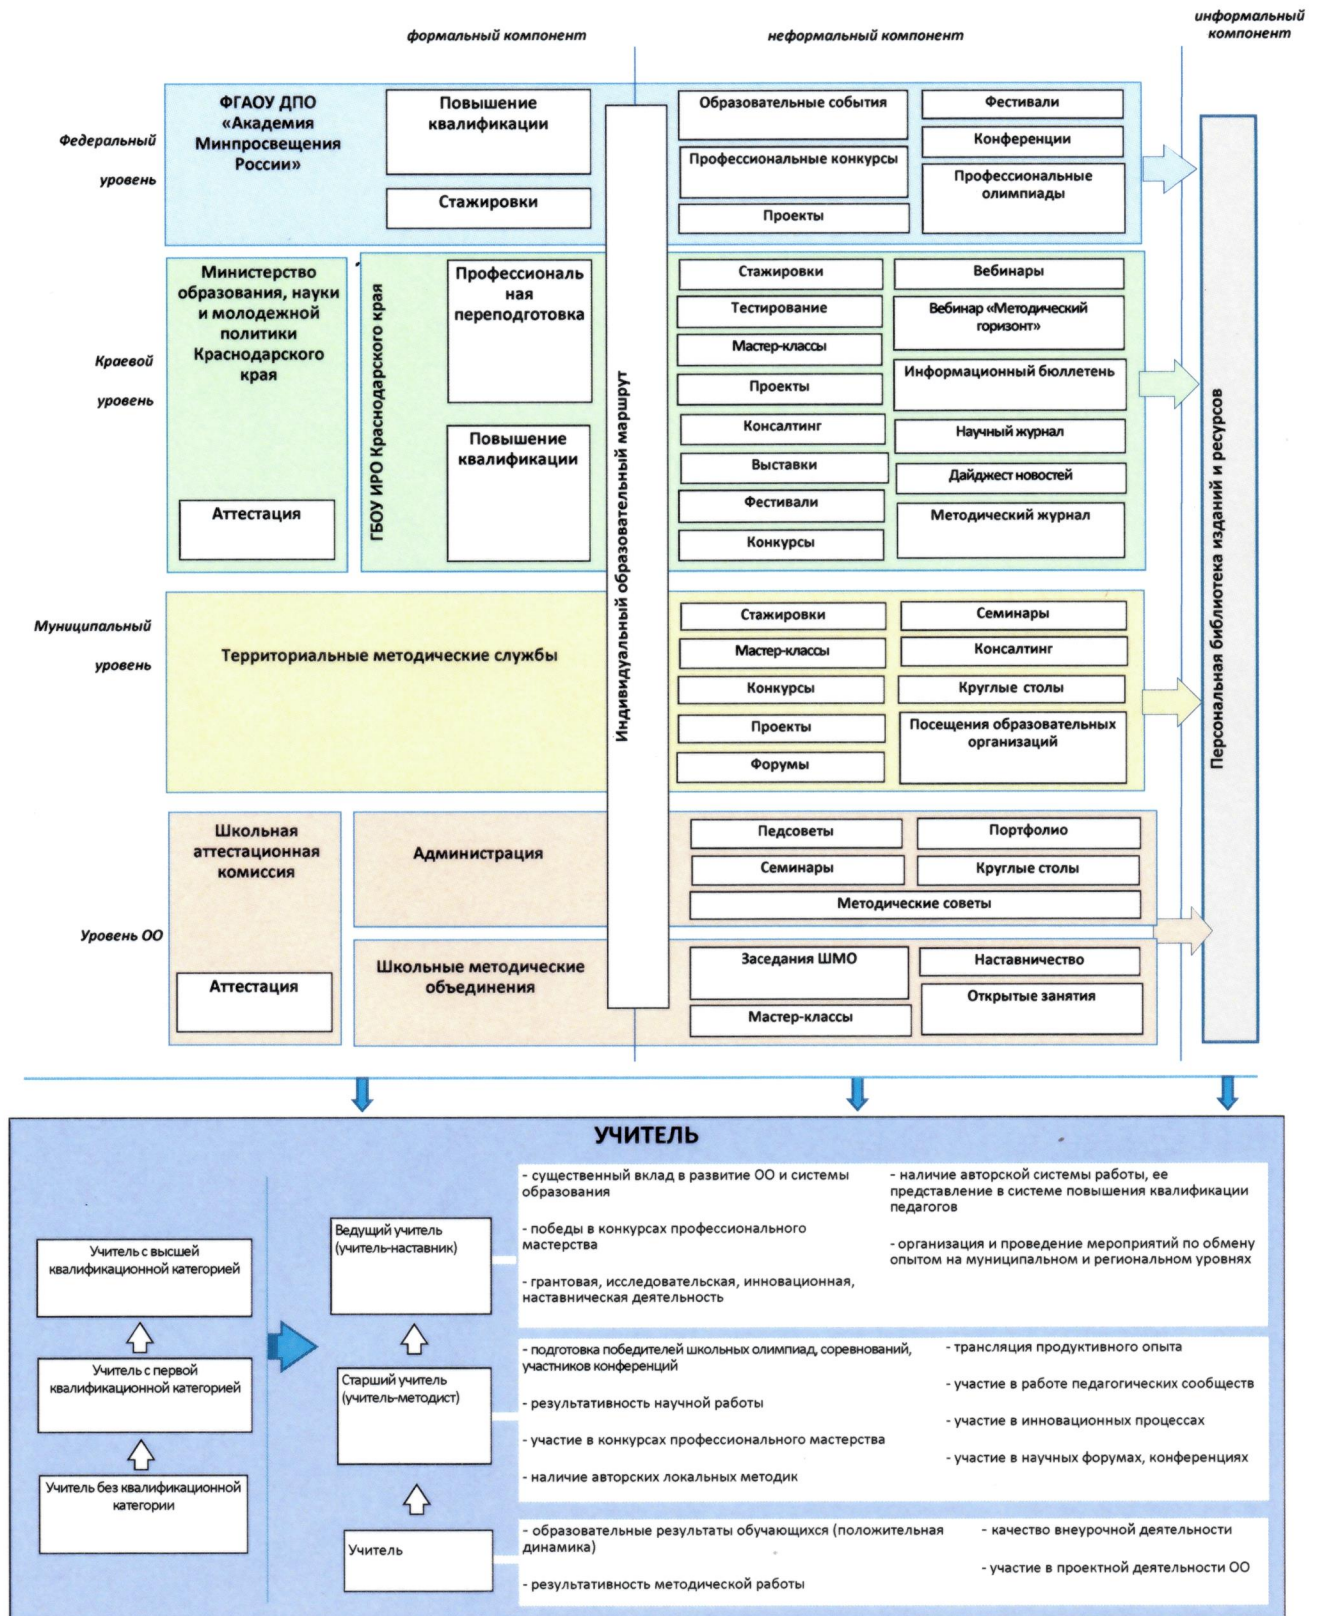 формальный компонент
неформальный компонент
информальный
компонент
Федеральный
уровень
ФГАОУ ДПО
«Академия
Минпросвещения
России»
Повышение
квалификации
Стажировки
Образовательные события
Профессиональные конкурсы
Проекты
Фестивали
Конференции
Профессиональные
олимпиады
Краевой
уровень
Министерство
образования, науки
и молодежной
политики
Краснодарского
края
Аттестация
ГБОУ ИРО Краснодарского края
Профессиональ
ная
переподготовка
Повышение
квалификации
Индивидуальный образовательный маршрут
Стажировки
Тестирование
Мастер-классы
Проекты
Консалтинг
Выставки
Фестивали
Конкурсы
Вебинары
Вебинар «Методический
горизонт»
Информационный бюллетень
Научный журнал
Дайджест новостей
Методический журнал
Персональная библиотека изданий и ресурсов
Муниципальный
уровень
Территориальные методические службы
Стажировки
Мастер-классы
Конкурсы
Проекты
Форумы
Семинары
Консалтинг
Круглые столы
Посещения образовательных
организаций
Уровень ОО
Школьная
аттестационная
комиссия
Аттестация
Администрация
Педсоветы
Портфолио
Семинары
Круглые столы
Методические советы
Школьные методические
объединения
Заседания ШМО
Мастер-классы
Наставничество
Открытые занятия
УЧИТЕЛЬ
Учитель с высшей
квалификационной категорией
Учитель с первой
квалификационной категорией
Учитель без квалификационной
категории
Ведущий учитель
(учитель-наставник)
- существенный вклад в развитие ОО и системы
образования
- победы в конкурсах профессионального
мастерства
- грантовая, исследовательская, инновационная,
наставническая деятельность
- наличие авторской системы работы, ее
представление в системе повышения квалификации
педагогов
- организация и проведение мероприятий по обмену
опытом на муниципальном и региональном уровнях
Старший учитель
(учитель-методист)
- подготовка победителей школьных олимпиад, соревнований,
участников конференций
- результативность научной работы
- участие в конкурсах профессионального мастерства
- наличие авторских локальных методик
- трансляция продуктивного опыта
- участие в работе педагогических сообществ
- участие в инновационных процессах
- участие в научных форумах, конференциях
Учитель
- образовательные результаты обучающихся (положительная
динамика)
- результативность методической работы
- качество внеурочной деятельности
- участие в проектной деятельности ОО